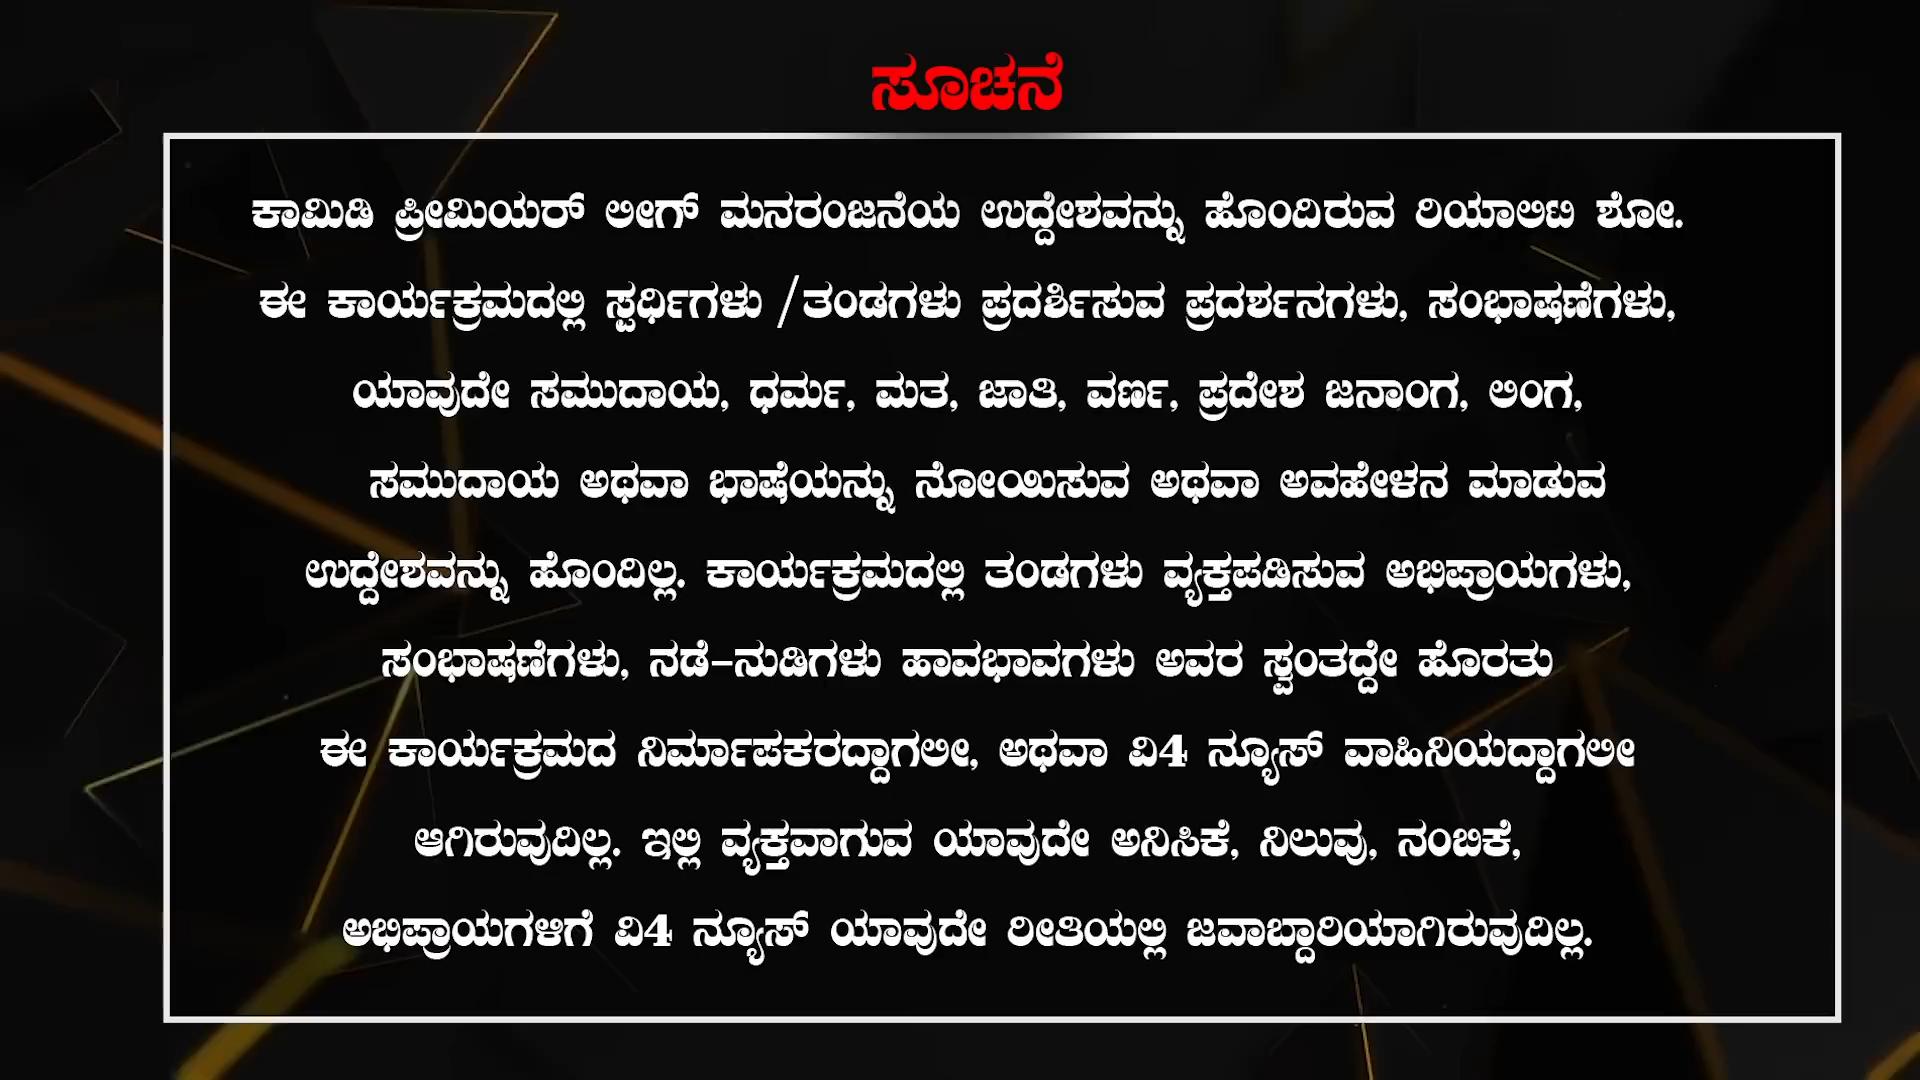 ಸೂಚನೆ
ಕಾಮಿಡಿ ಪ್ರೀಮಿಯರ್ ಲೀಗ್ ಮನರಂಜನೆಯ ಉದ್ದೇಶವನ್ನು ಹೊಂದಿರುವ ರಿಯಾಲಿಟಿ ಶೋ.
ಈ ಕಾರ್ಯಕ್ರಮದಲ್ಲಿ ಸ್ಪರ್ಧಿಗಳು /ತಂಡಗಳು ಪ್ರದರ್ಶಿಸುವ ಪ್ರದರ್ಶನಗಳು, ಸಂಭಾಷಣೆಗಳು,
ಯಾವುದೇ ಸಮುದಾಯ, ಧರ್ಮ, ಮತ, ಜಾತಿ, ವರ್ಣ, ಪ್ರದೇಶ ಜನಾಂಗ, ಲಿಂಗ,
ಸಮುದಾಯ ಅಥವಾ ಭಾಷೆಯನ್ನು ನೋಯಿಸುವ ಅಥವಾ ಅವಹೇಳನ ಮಾಡುವ
ಉದ್ದೇಶವನ್ನು ಹೊಂದಿಲ್ಲ. ಕಾರ್ಯಕ್ರಮದಲ್ಲಿ ತಂಡಗಳು ವ್ಯಕ್ತಪಡಿಸುವ ಅಭಿಪ್ರಾಯಗಳು,
ಸಂಭಾಷಣೆಗಳು, ನಡೆ-ನುಡಿಗಳು ಹಾವಭಾವಗಳು ಅವರ ಸ್ವಂತದ್ದೇ ಹೊರತು
ಈ ಕಾರ್ಯಕ್ರಮದ ನಿರ್ಮಾಪಕರದ್ದಾಗಲೀ, ಅಥವಾ ವಿ4 ನ್ಯೂಸ್ ವಾಹಿನಿಯದ್ದಾಗಲೀ
ಆಗಿರುವುದಿಲ್ಲ. ಇಲ್ಲಿ ವ್ಯಕ್ತವಾಗುವ ಯಾವುದೇ ಅನಿಸಿಕೆ, ನಿಲುವು, ನಂಬಿಕೆ,
ಅಭಿಪ್ರಾಯಗಳಿಗೆ ವಿ4 ನ್ಯೂಸ್ ಯಾವುದೇ ರೀತಿಯಲ್ಲಿ ಜವಾಬ್ದಾರಿಯಾಗಿರುವುದಿಲ್ಲ.